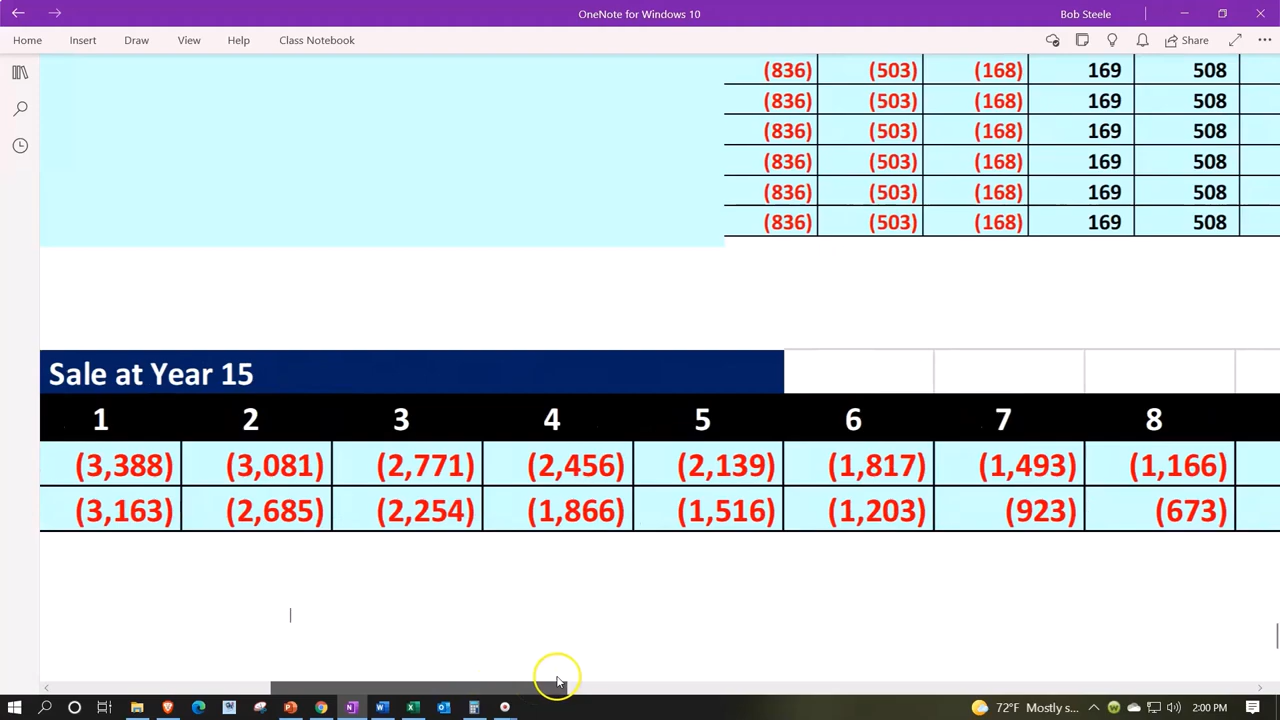 OneNote for Windows 10
Bob Steele
Home Insert Draw View Help Class Notebook Share
(836) (503) (168) 169 508
(836) (503) (168) 169 508
(836) (503) (168) 169 508
(836) (503) (168) 169 508
(836) (503) (168) 169 508
(836) (503) (168) 169 508
Sale at Year 15
1 2 3 4 5 6 7 8
(3,388) (3,081) (2,771) (2,456) (2,139) (1,817) (1,493) (1,166)
(3,163) (2,685) (2,254) (1,866) (1,516) (1,203) (923) (673)
72°F Mostly s... 2:00 PM